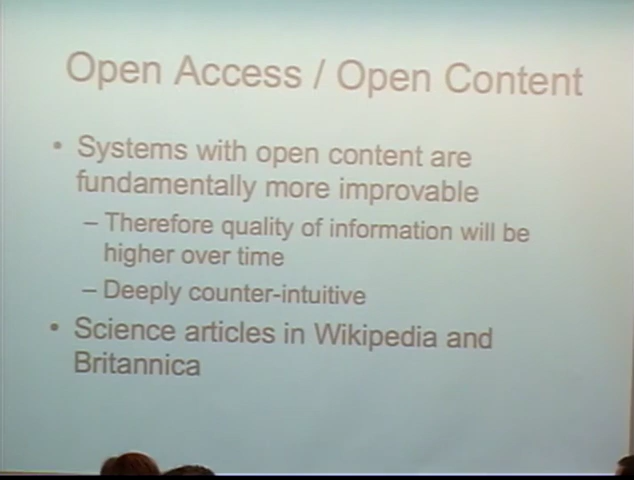 Open Access / Open Content
• Systems with open content are
fundamentally more improvable
– Therefore quality of information will be
higher over time
– Deeply counter-intuitive
• Science articles in Wikipedia and
Britannica